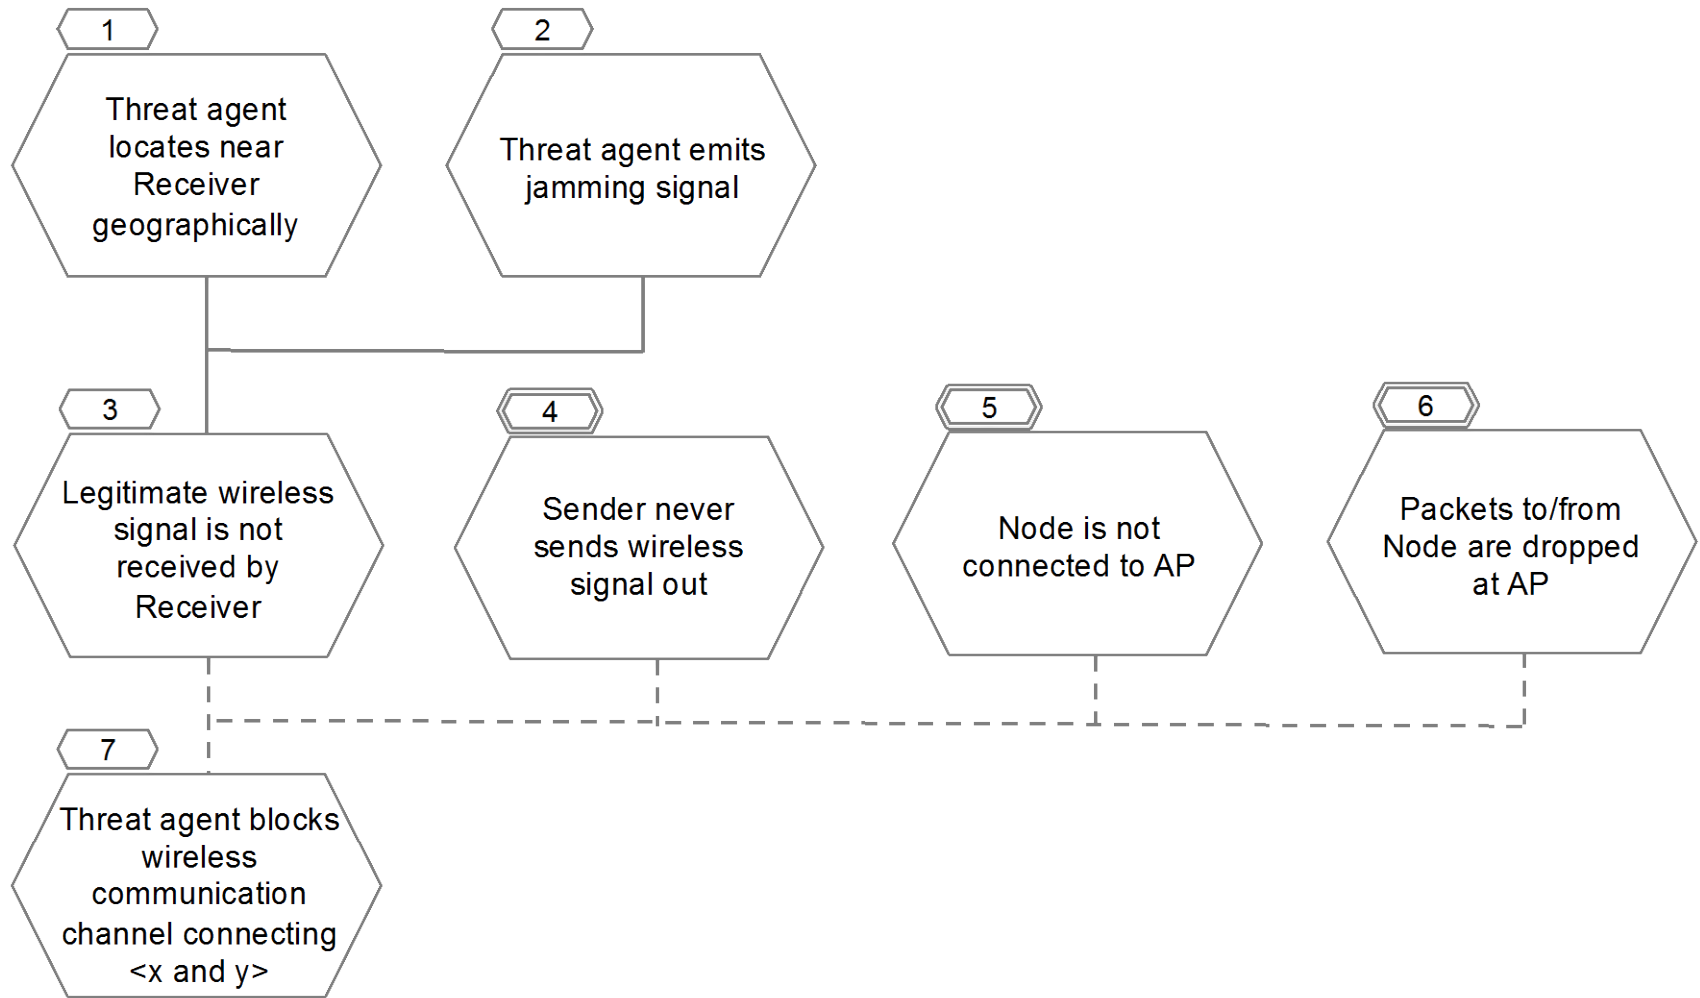 1
Threat agent
locates near
Receiver
geographically
2
Threat agent emits
jamming signal
3
Legitimate wireless
signal is not
received by
Receiver
4
Sender never
sends wireless
signal out
5
Node is not
connected to AP
6
Packets to/from
Node are dropped
at AP
7
Threat agent blocks
wireless
communication
channel connecting
<x and y>